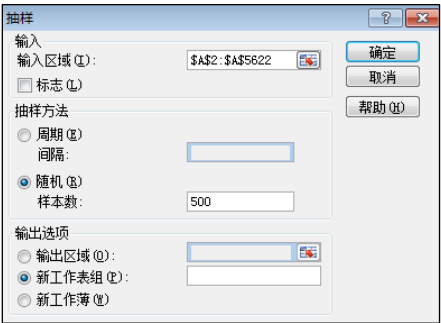 抽样
输入
输入区域(I): $A$2:$A$5622
标志(L)
确定
取消
帮助(H)
抽样方法
周期(E)
间隔:
随机(R)
样本数: 500
输出选项
输出区域(O):
新工作表组(P):
新工作薄(W)